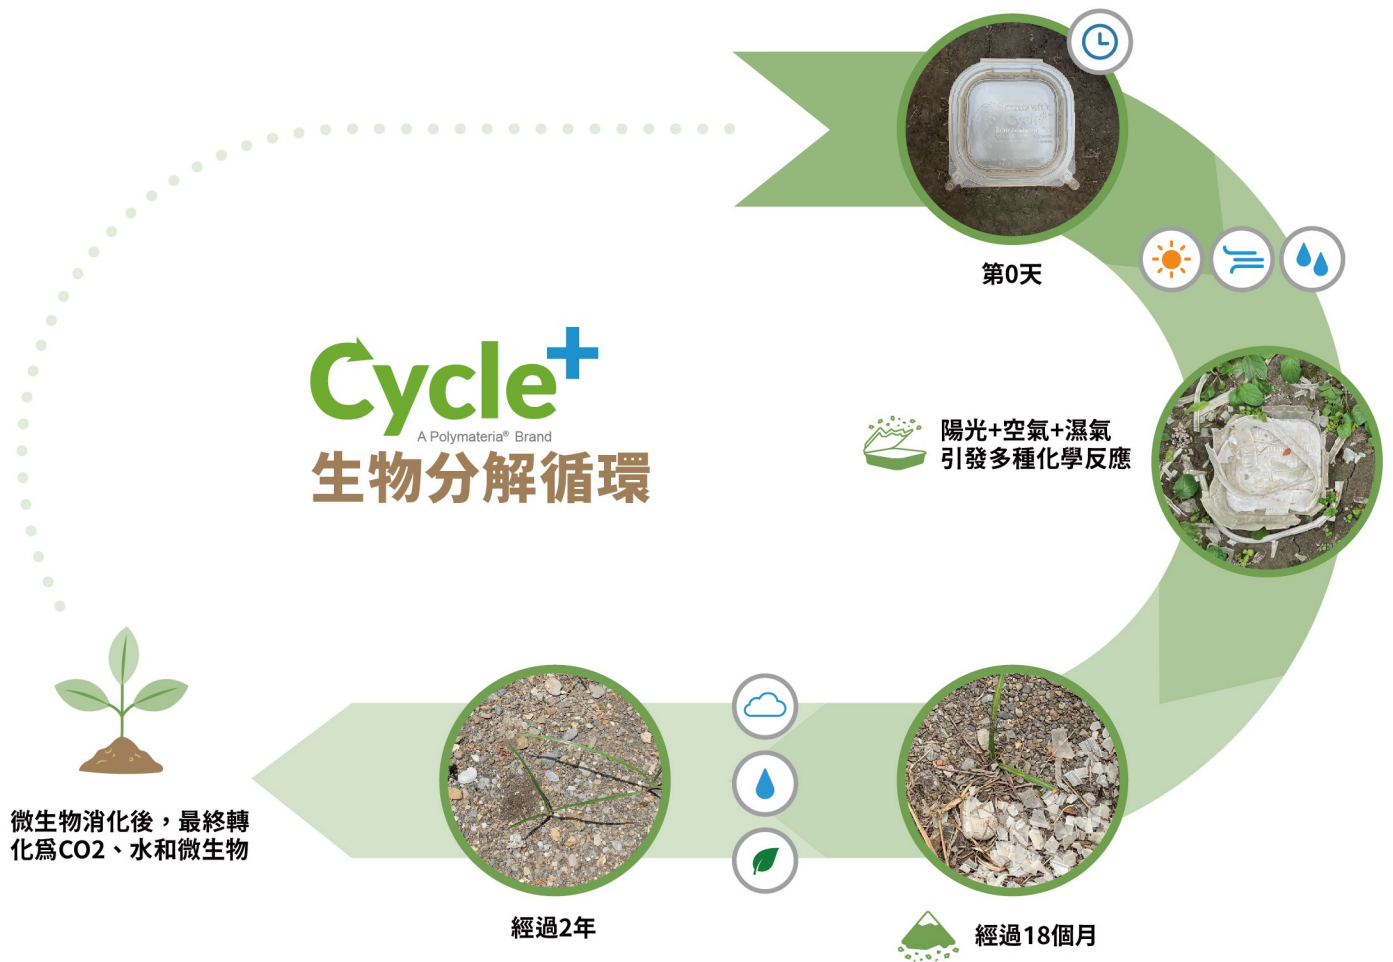 第0天
Cycle+
A Polymateria® Brand
生物分解循環
陽光+空氣+濕氣
引發多種化學反應
微生物消化後，最終轉
化爲CO2、水和微生物
經過2年
經過18個月